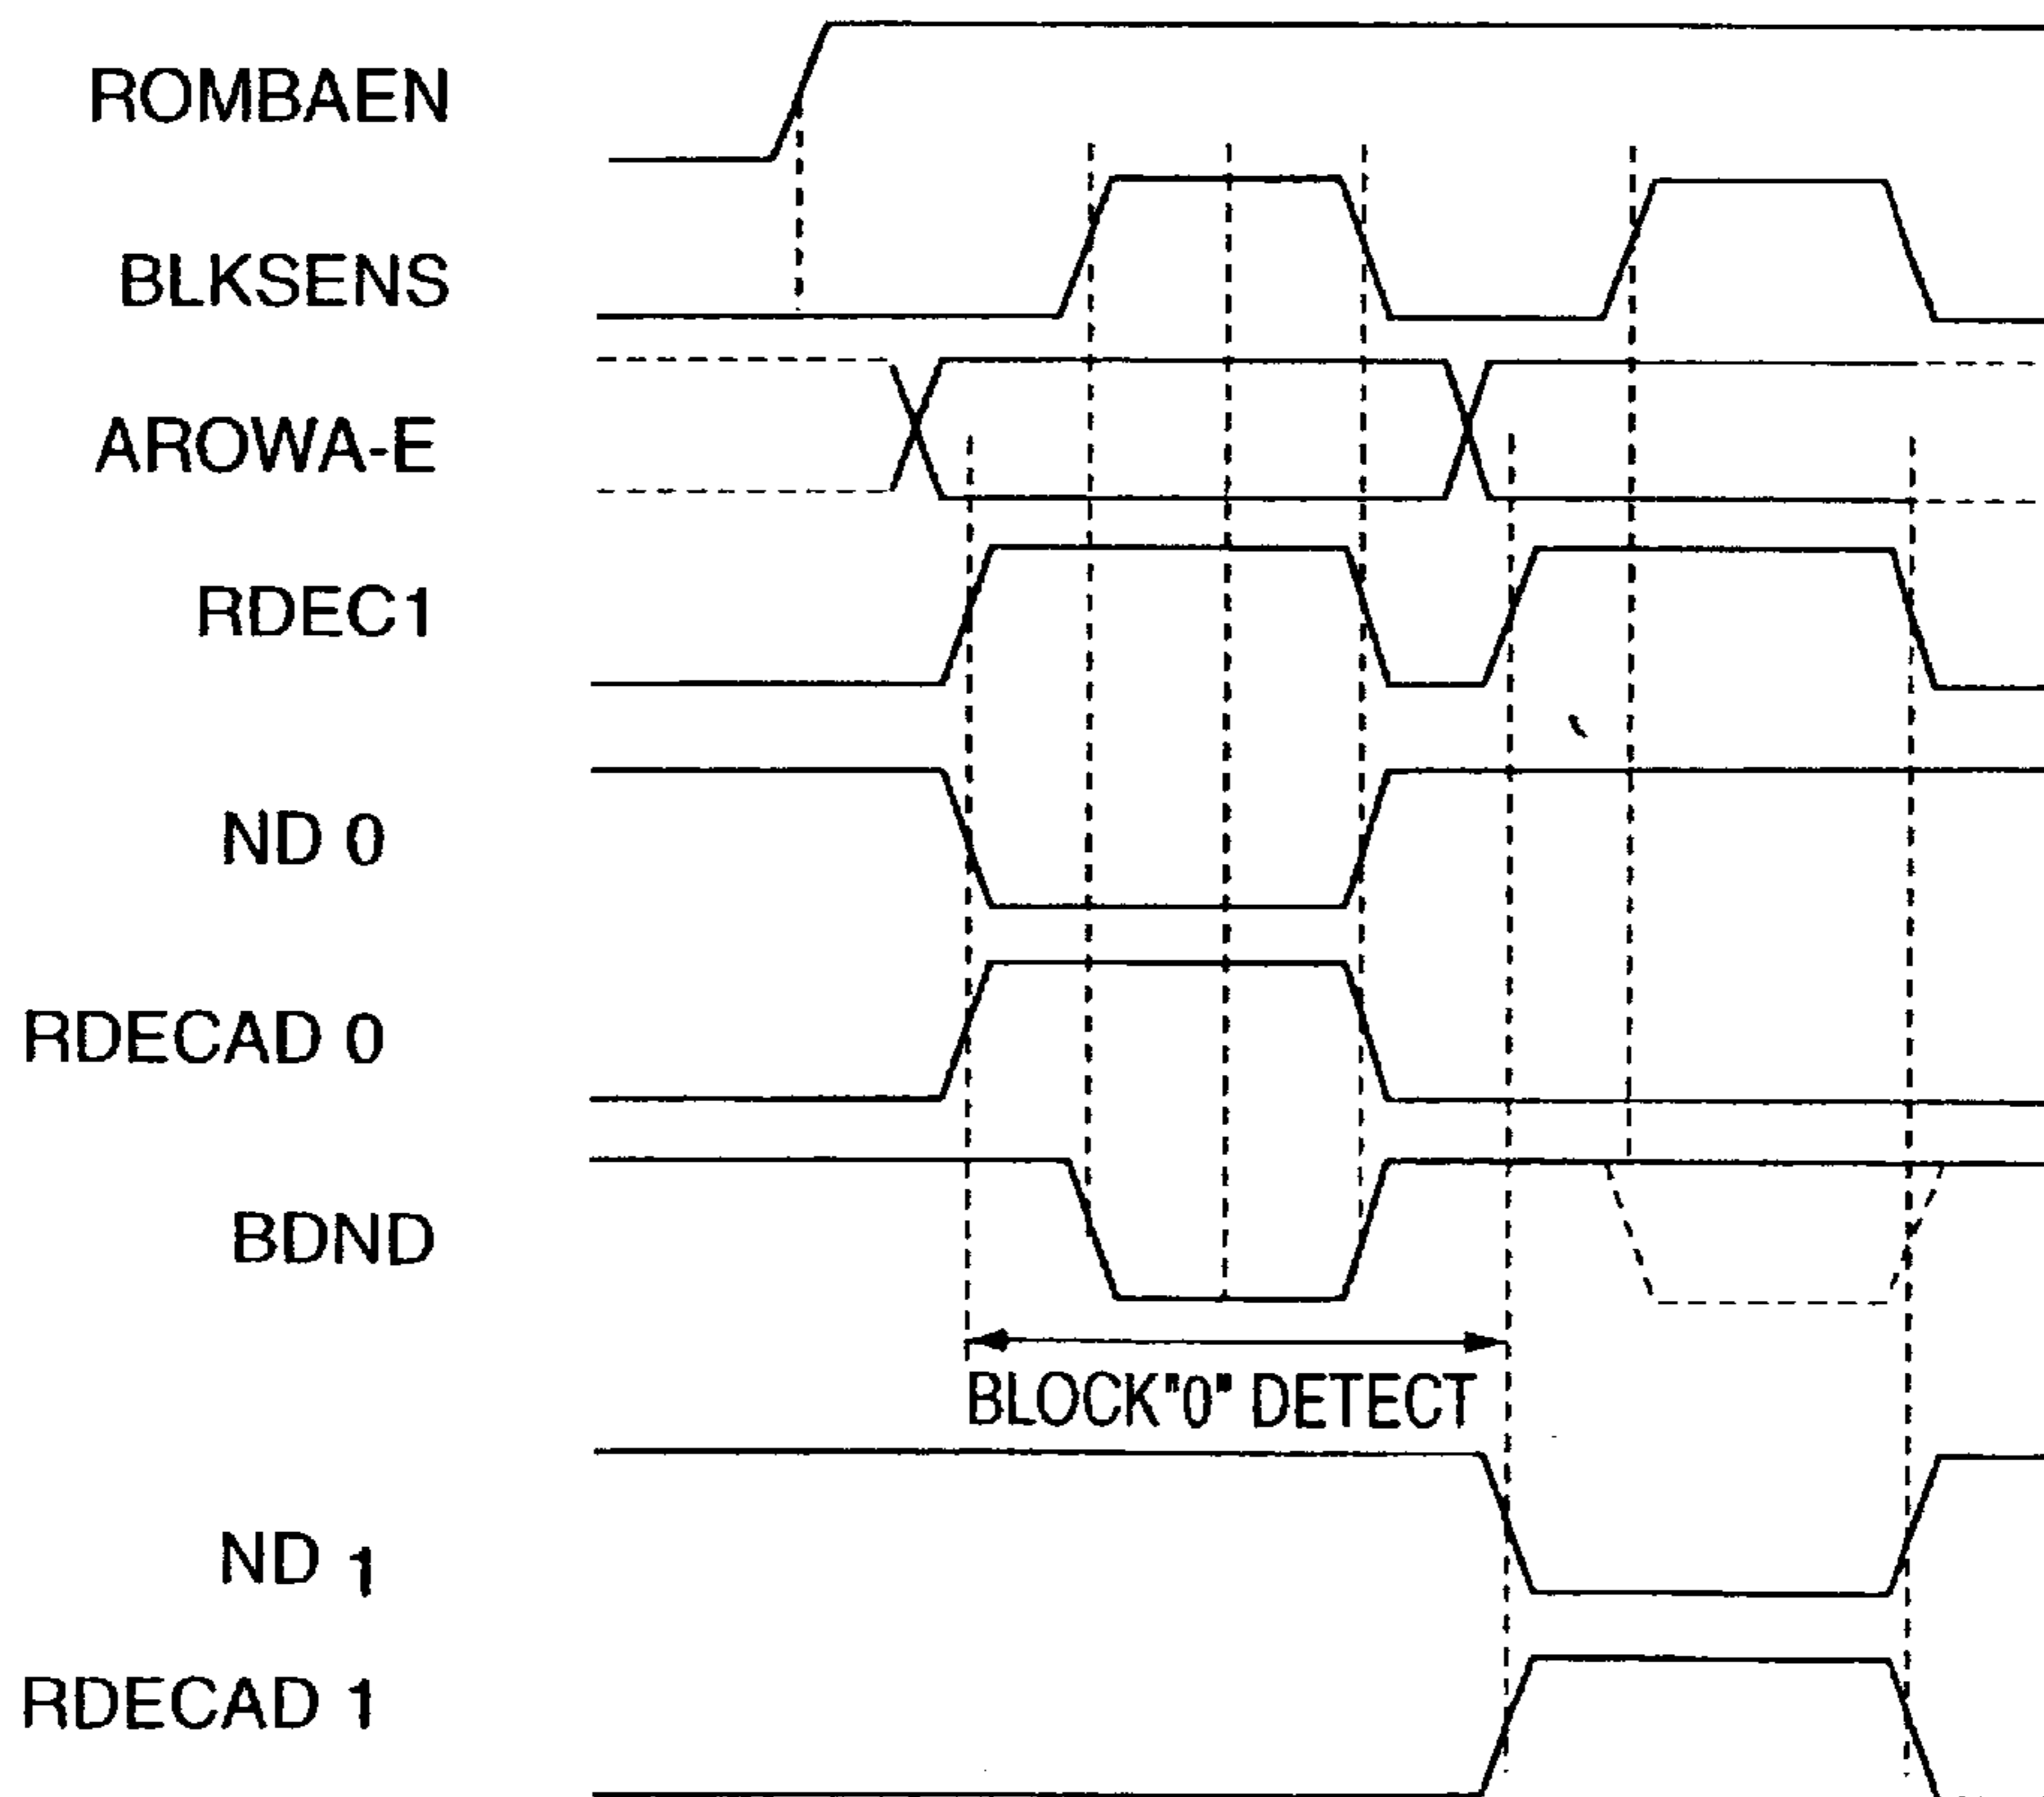 ROMBAEN
BLKSENS
AROWA-E
RDEC1
ND 0
RDECAD 0
BDND
BLOCK"0" DETECT
ND 1
RDECAD 1